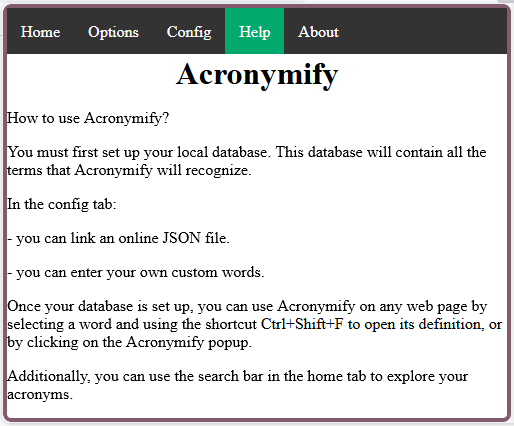 Home Options Config Help About
Acronymify
How to use Acronymify?
You must first set up your local database. This database will contain all the
terms that Acronymify will recognize.
In the config tab:
- you can link an online JSON file.
- you can enter your own custom words.
Once your database is set up, you can use Acronymify on any web page by
selecting a word and using the shortcut Ctrl+Shift+F to open its definition, or
by clicking on the Acronymify popup.
Additionally, you can use the search bar in the home tab to explore your
acronyms.